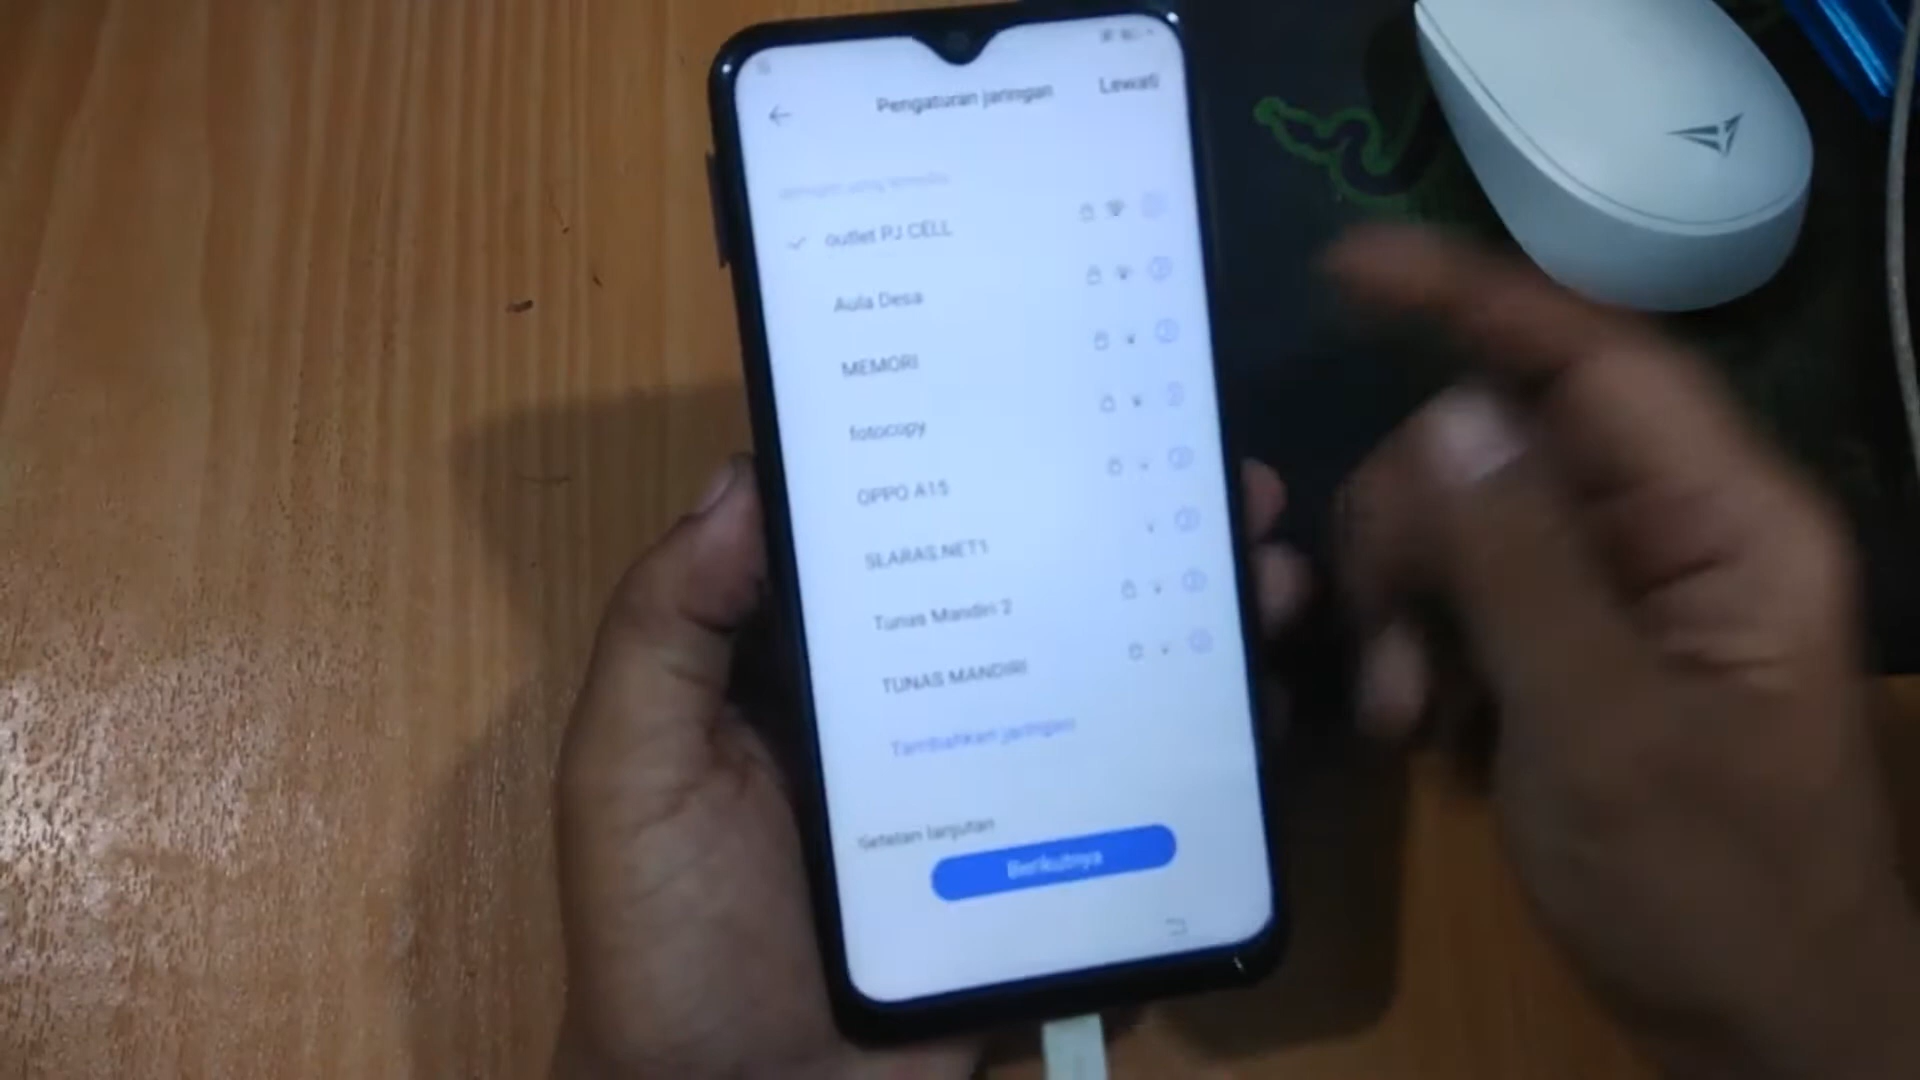 Pengaturan jaringan
Lewati
outlet PJ CELL
Aula Desa
MEMORI
fotocopy
OPPO A15
SLARAS.NET1
Tunas Mandiri 2
TUNAS MANDIRI
Tambahkan jaringan
Setelan lanjutan
Berikutnya